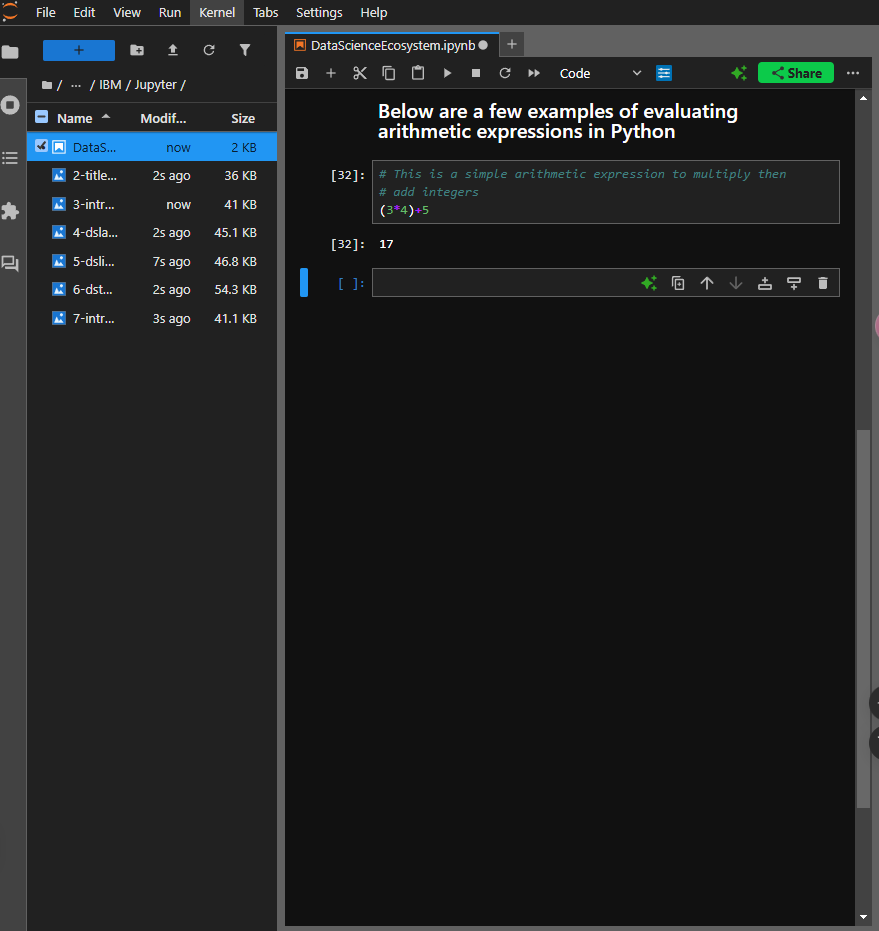 File Edit View Run Kernel Tabs Settings Help
+
/ ... / IBM / Jupyter /
Name Modif... Size
DataS... now 2 KB
2-title... 2s ago 36 KB
3-intr... now 41 KB
4-dsla... 2s ago 45.1 KB
5-dsli... 7s ago 46.8 KB
6-dst... 2s ago 54.3 KB
7-intr... 3s ago 41.1 KB
DataScienceEcosystem.ipynb
Code Share ...
Below are a few examples of evaluating
arithmetic expressions in Python
[32]: # This is a simple arithmetic expression to multiply then
# add integers
(3*4)+5
[32]: 17
[ ]: